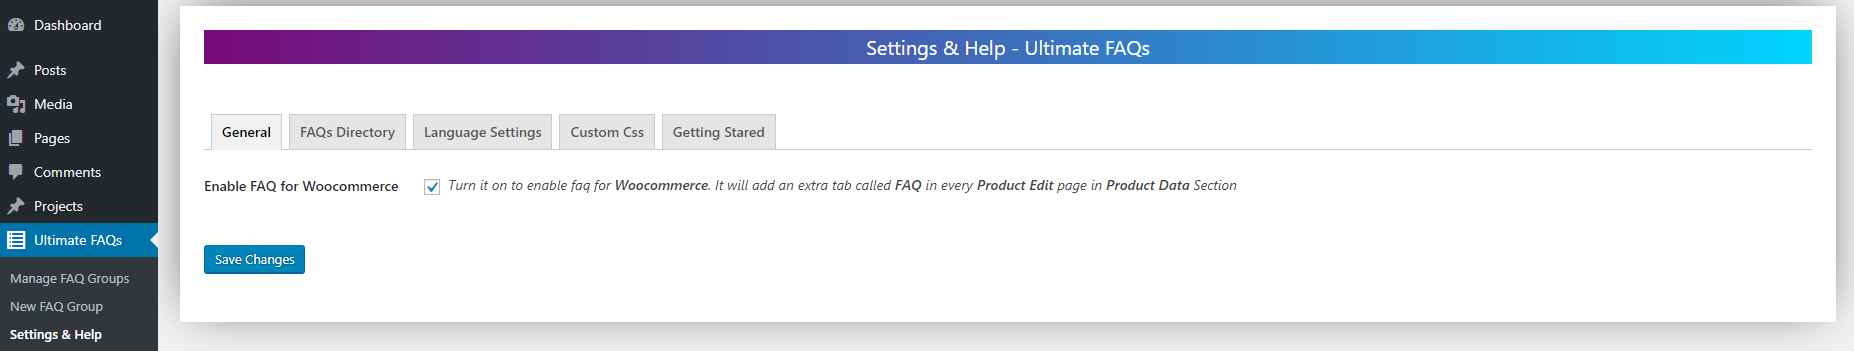 Dashboard
Posts
Media
Pages
Comments
Projects
Ultimate FAQs
Manage FAQ Groups
New FAQ Group
Settings & Help
Settings & Help - Ultimate FAQs
General FAQs Directory Language Settings Custom Css Getting Stared
Enable FAQ for Woocommerce Turn it on to enable faq for Woocommerce. It will add an extra tab called FAQ in every Product Edit page in Product Data Section
Save Changes